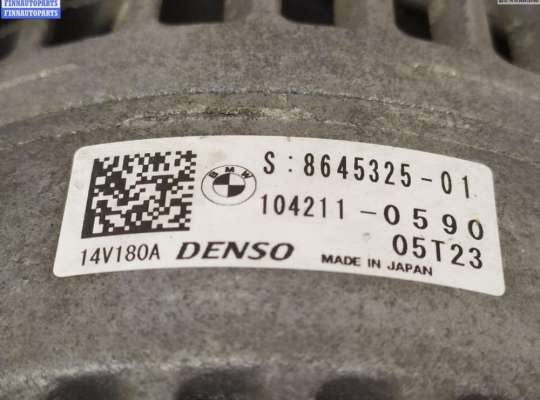 FINNAUTOPARTS
BMW
S:8645325-01
104211-0590
05T23
14V180A DENSO
MADE IN JAPAN